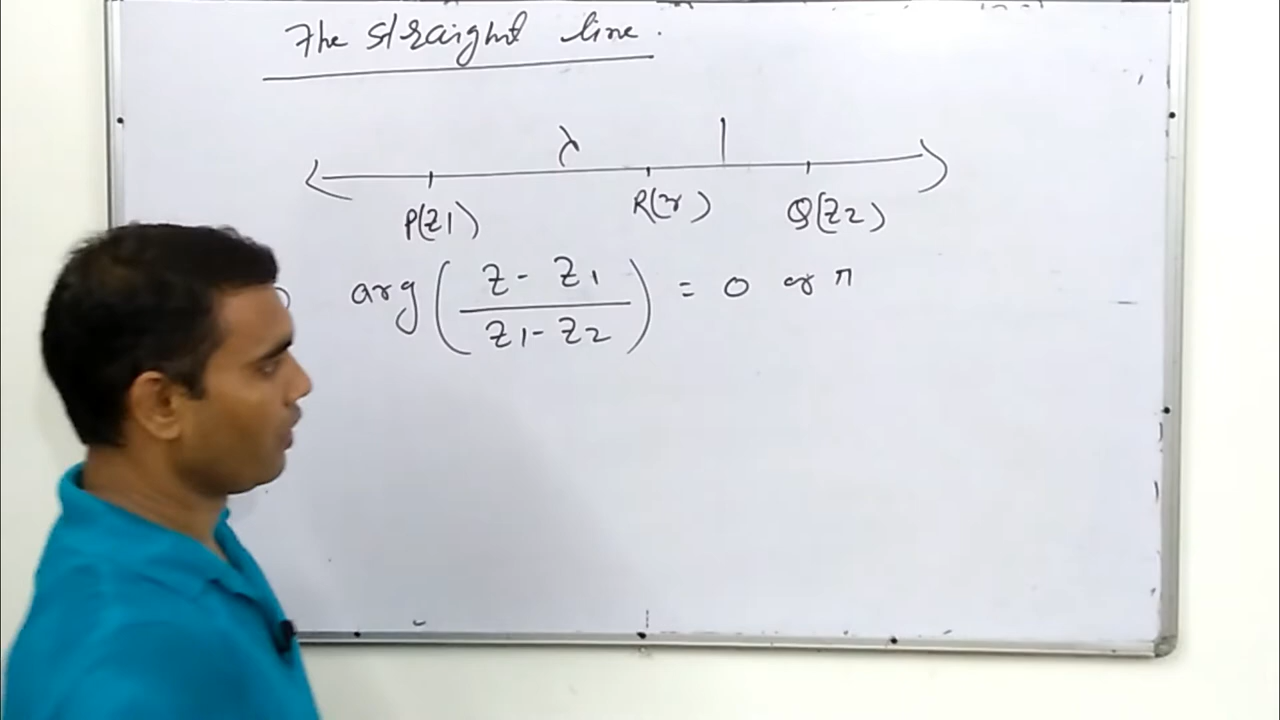 The straight line.
λ 1
P(z1) R(z) Q(z2)
arg(z - z1 / z1 - z2) = 0 or π